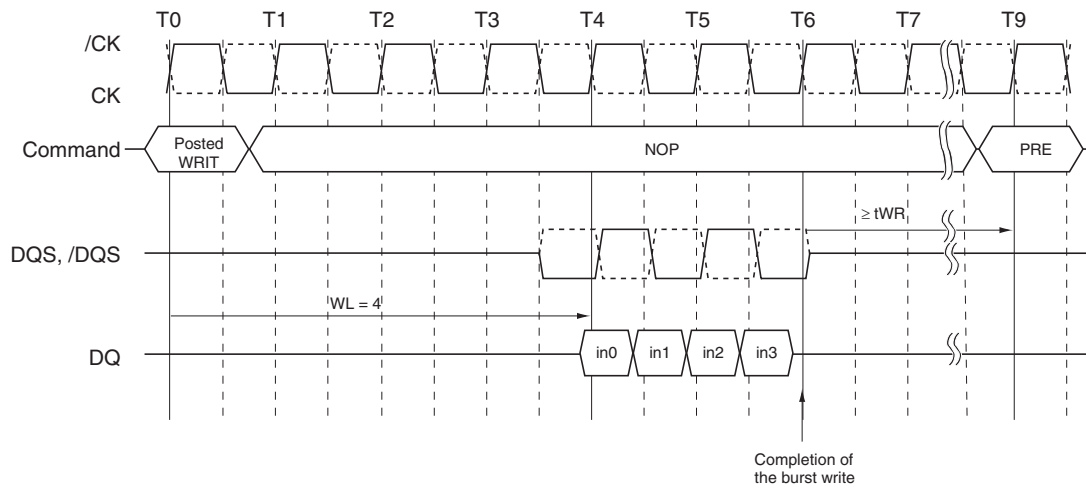 T0 T1 T2 T3 T4 T5 T6 T7 T9
/CK
CK
Command
Posted
WRIT
NOP
PRE
≥ tWR
DQS, /DQS
WL = 4
DQ
in0 in1 in2 in3
Completion of
the burst write